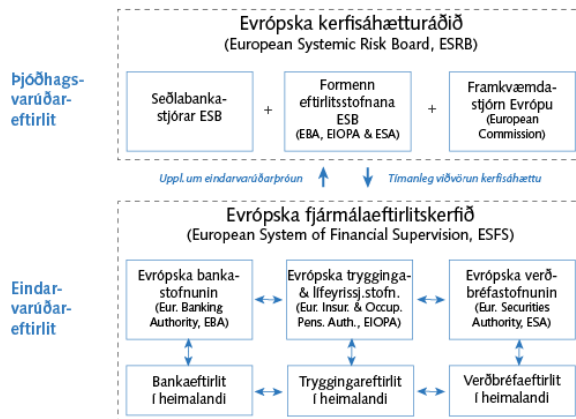 Evrópska kerfisáhætturáðið
(European Systemic Risk Board, ESRB)
Þjóðhags-
varúðar-
eftirlit
Seðlabanka-
stjórar ESB
+
Formenn
eftirlitsstofnana
ESB
(EBA, EIOPA & ESA)
+
Framkvæmda-
stjórn Evrópu
(European
Commission)
Uppl. um eindarvarúðarþróun
Tímanleg viðvörun kerfisáhættu
Evrópska fjármálaeftirlitskerfið
(European System of Financial Supervision, ESFS)
Eindar-
varúðar-
eftirlit
Evrópska banka-
stofnunin
(Eur. Banking
Authority, EBA)
Evrópska trygginga-
& lífeyrissj.stofn.
(Eur. Insur. & Occup.
Pens. Auth., EIOPA)
Evrópska verð-
bréfastofnunin
(Eur. Securities
Authority, ESA)
Bankaeftirlit
í heimalandi
Tryggingareftirlit
í heimalandi
Verðbréfaeftirlit
í heimalandi